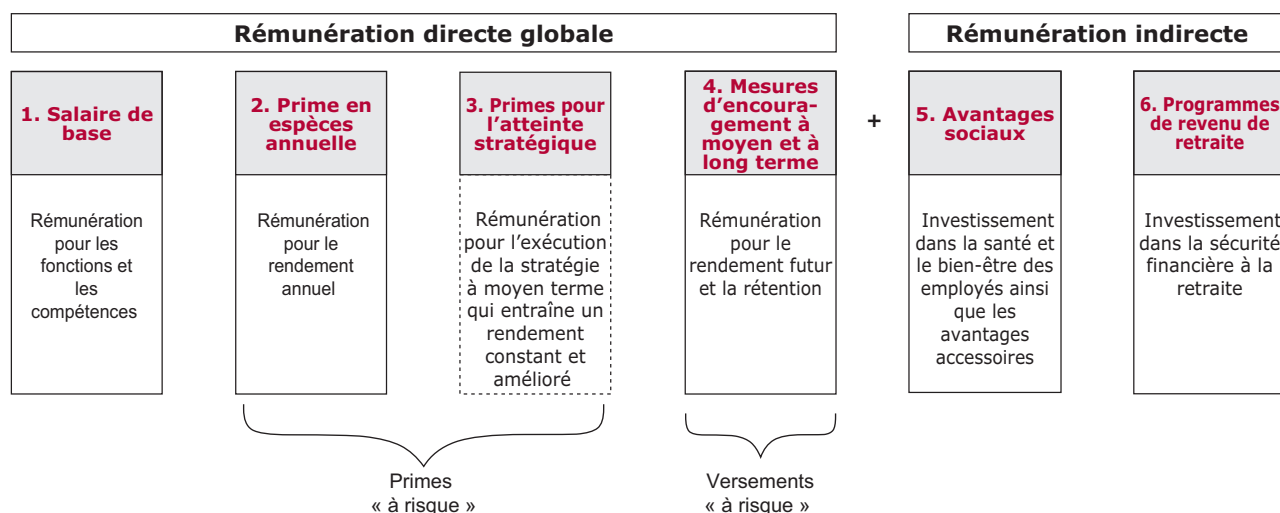 Rémunération directe globale
Rémunération indirecte
1. Salaire de
base
Rémunération
pour les
fonctions et
les
compétences
2. Prime en
espèces
annuelle
Rémunération
pour le
rendement
annuel
3. Primes pour
l'atteinte
stratégique
Rémunération
pour l'exécution
de la stratégie
à moyen terme
qui entraîne un
rendement
constant et
amélioré
4. Mesures
d'encoura-
gement à
moyen et à
long terme
Rémunération
pour le
rendement futur
et la rétention
+
5. Avantages
sociaux
Investissement
dans la santé et
le bien-être des
employés ainsi
que les
avantages
accessoires
6. Programmes
de revenu de
retraite
Investissement
dans la sécurité
financière à la
retraite
Primes
« à risque »
Versements
« à risque »